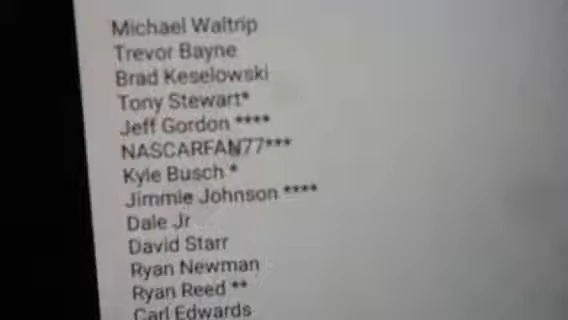 Michael Waltrip
Trevor Bayne
Brad Keselowski
Tony Stewart*
Jeff Gordon ****
NASCARFAN77***
Kyle Busch *
Jimmie Johnson ****
Dale Jr
David Starr
Ryan Newman
Ryan Reed **
Carl Edwards